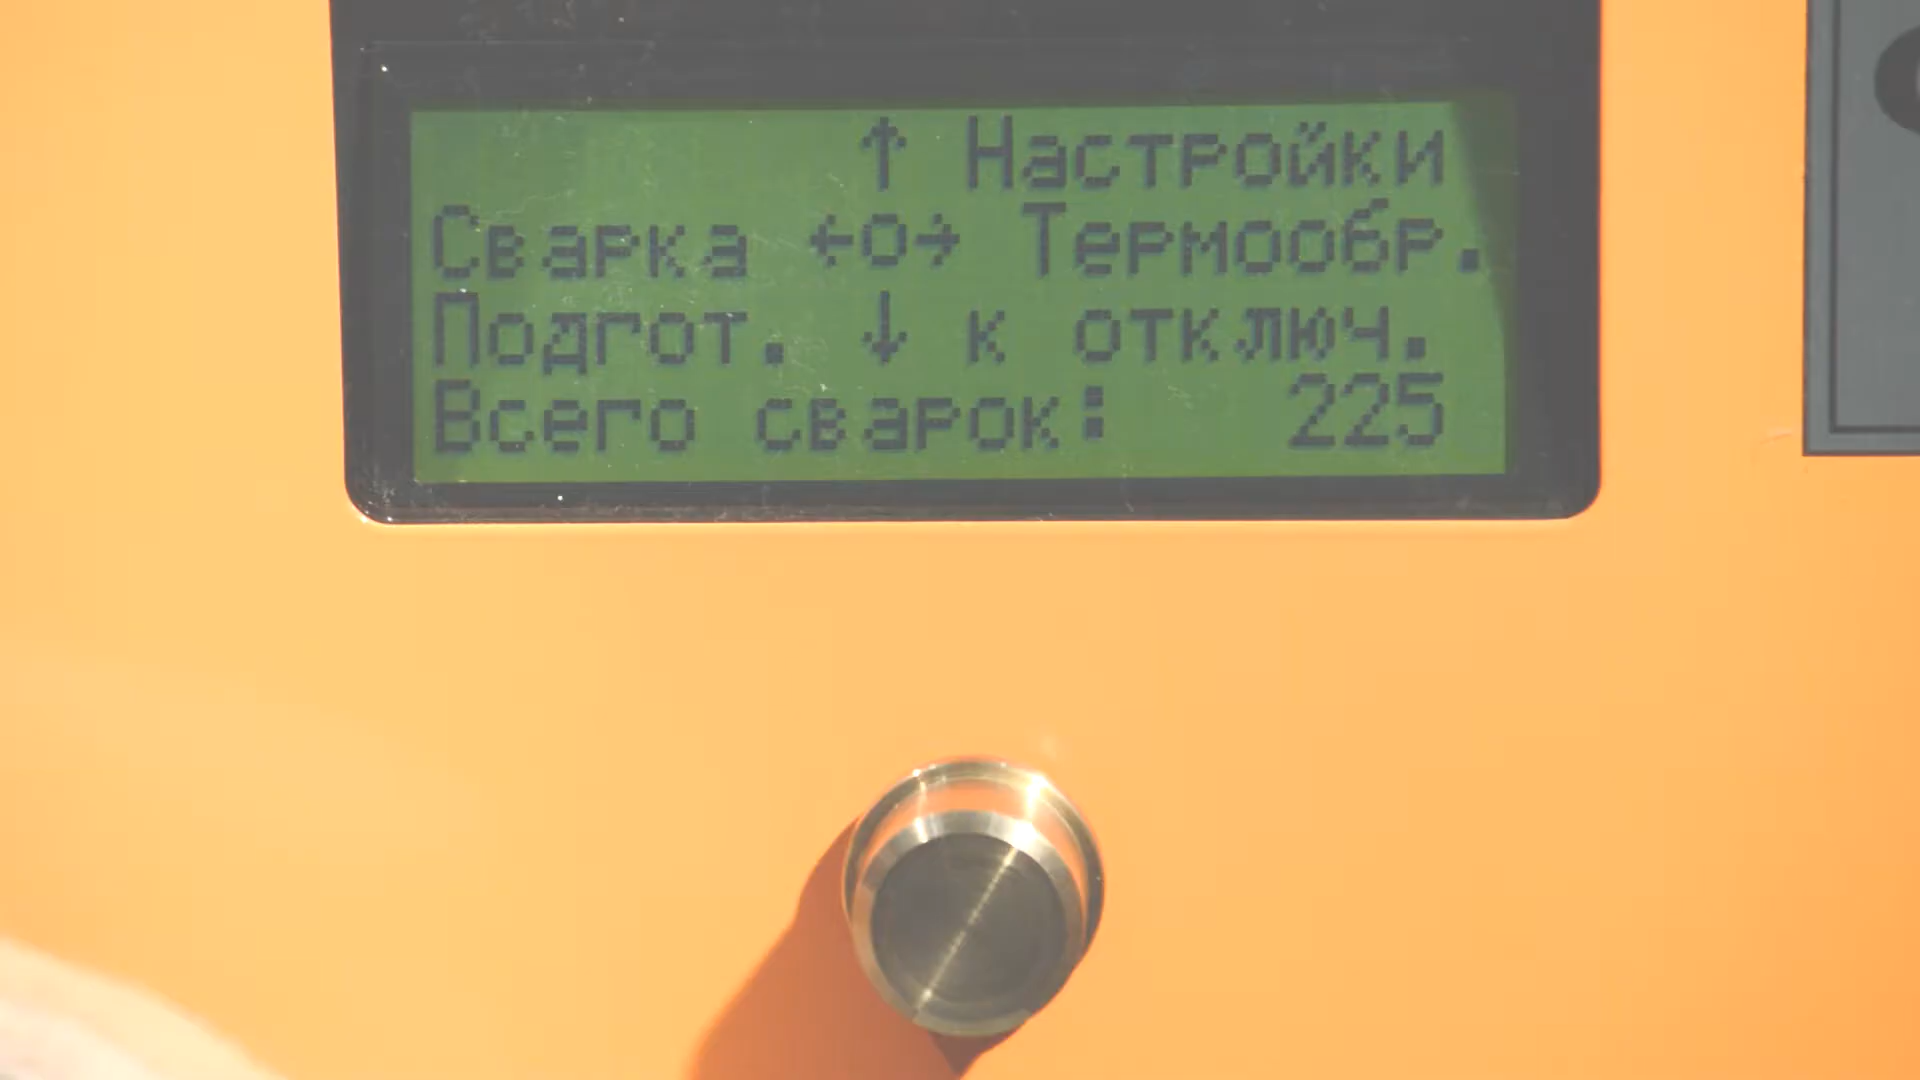 ↑ Настройки
Сварка ←О→ Термообр.
Подгот. ↓ к отключ.
Всего сварок: 225